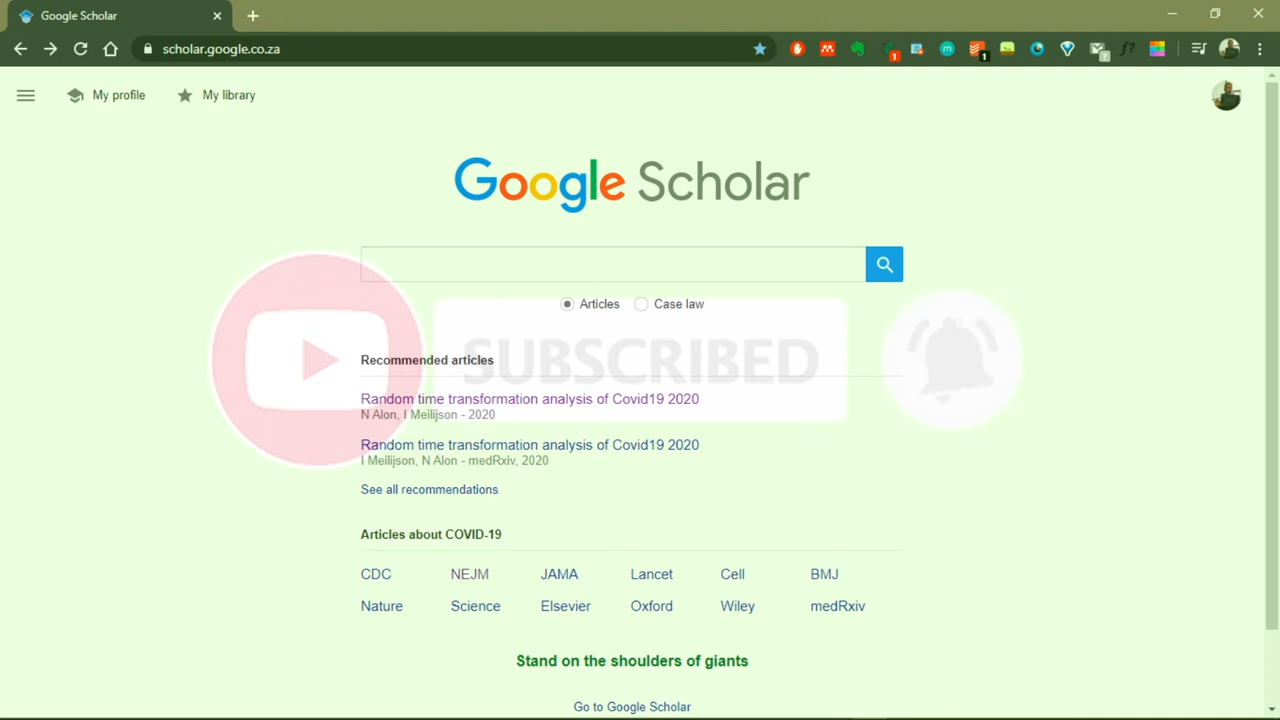 Google Scholar
scholar.google.co.za
1
m
1
?
f?
My profile
My library
Google Scholar
Articles
Case law
SUBSCRIBED
Recommended articles
Random time transformation analysis of Covid19 2020
N Alon, I Meilijson - 2020
Random time transformation analysis of Covid19 2020
I Meilijson, N Alon - medRxiv, 2020
See all recommendations
Articles about COVID-19
CDC NEJM JAMA Lancet Cell BMJ
Nature Science Elsevier Oxford Wiley medRxiv
Stand on the shoulders of giants
Go to Google Scholar